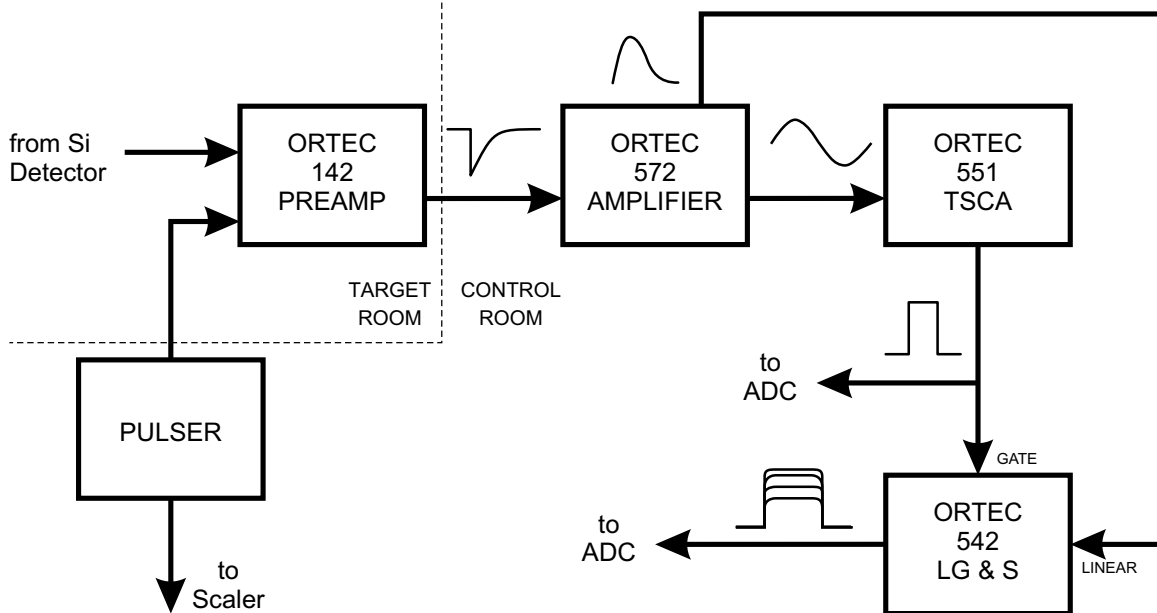 from Si
Detector
ORTEC
142
PREAMP
ORTEC
572
AMPLIFIER
ORTEC
551
TSCA
TARGET
ROOM
CONTROL
ROOM
PULSER
to
Scaler
to
ADC
GATE
ORTEC
542
LG & S
to
ADC
LINEAR